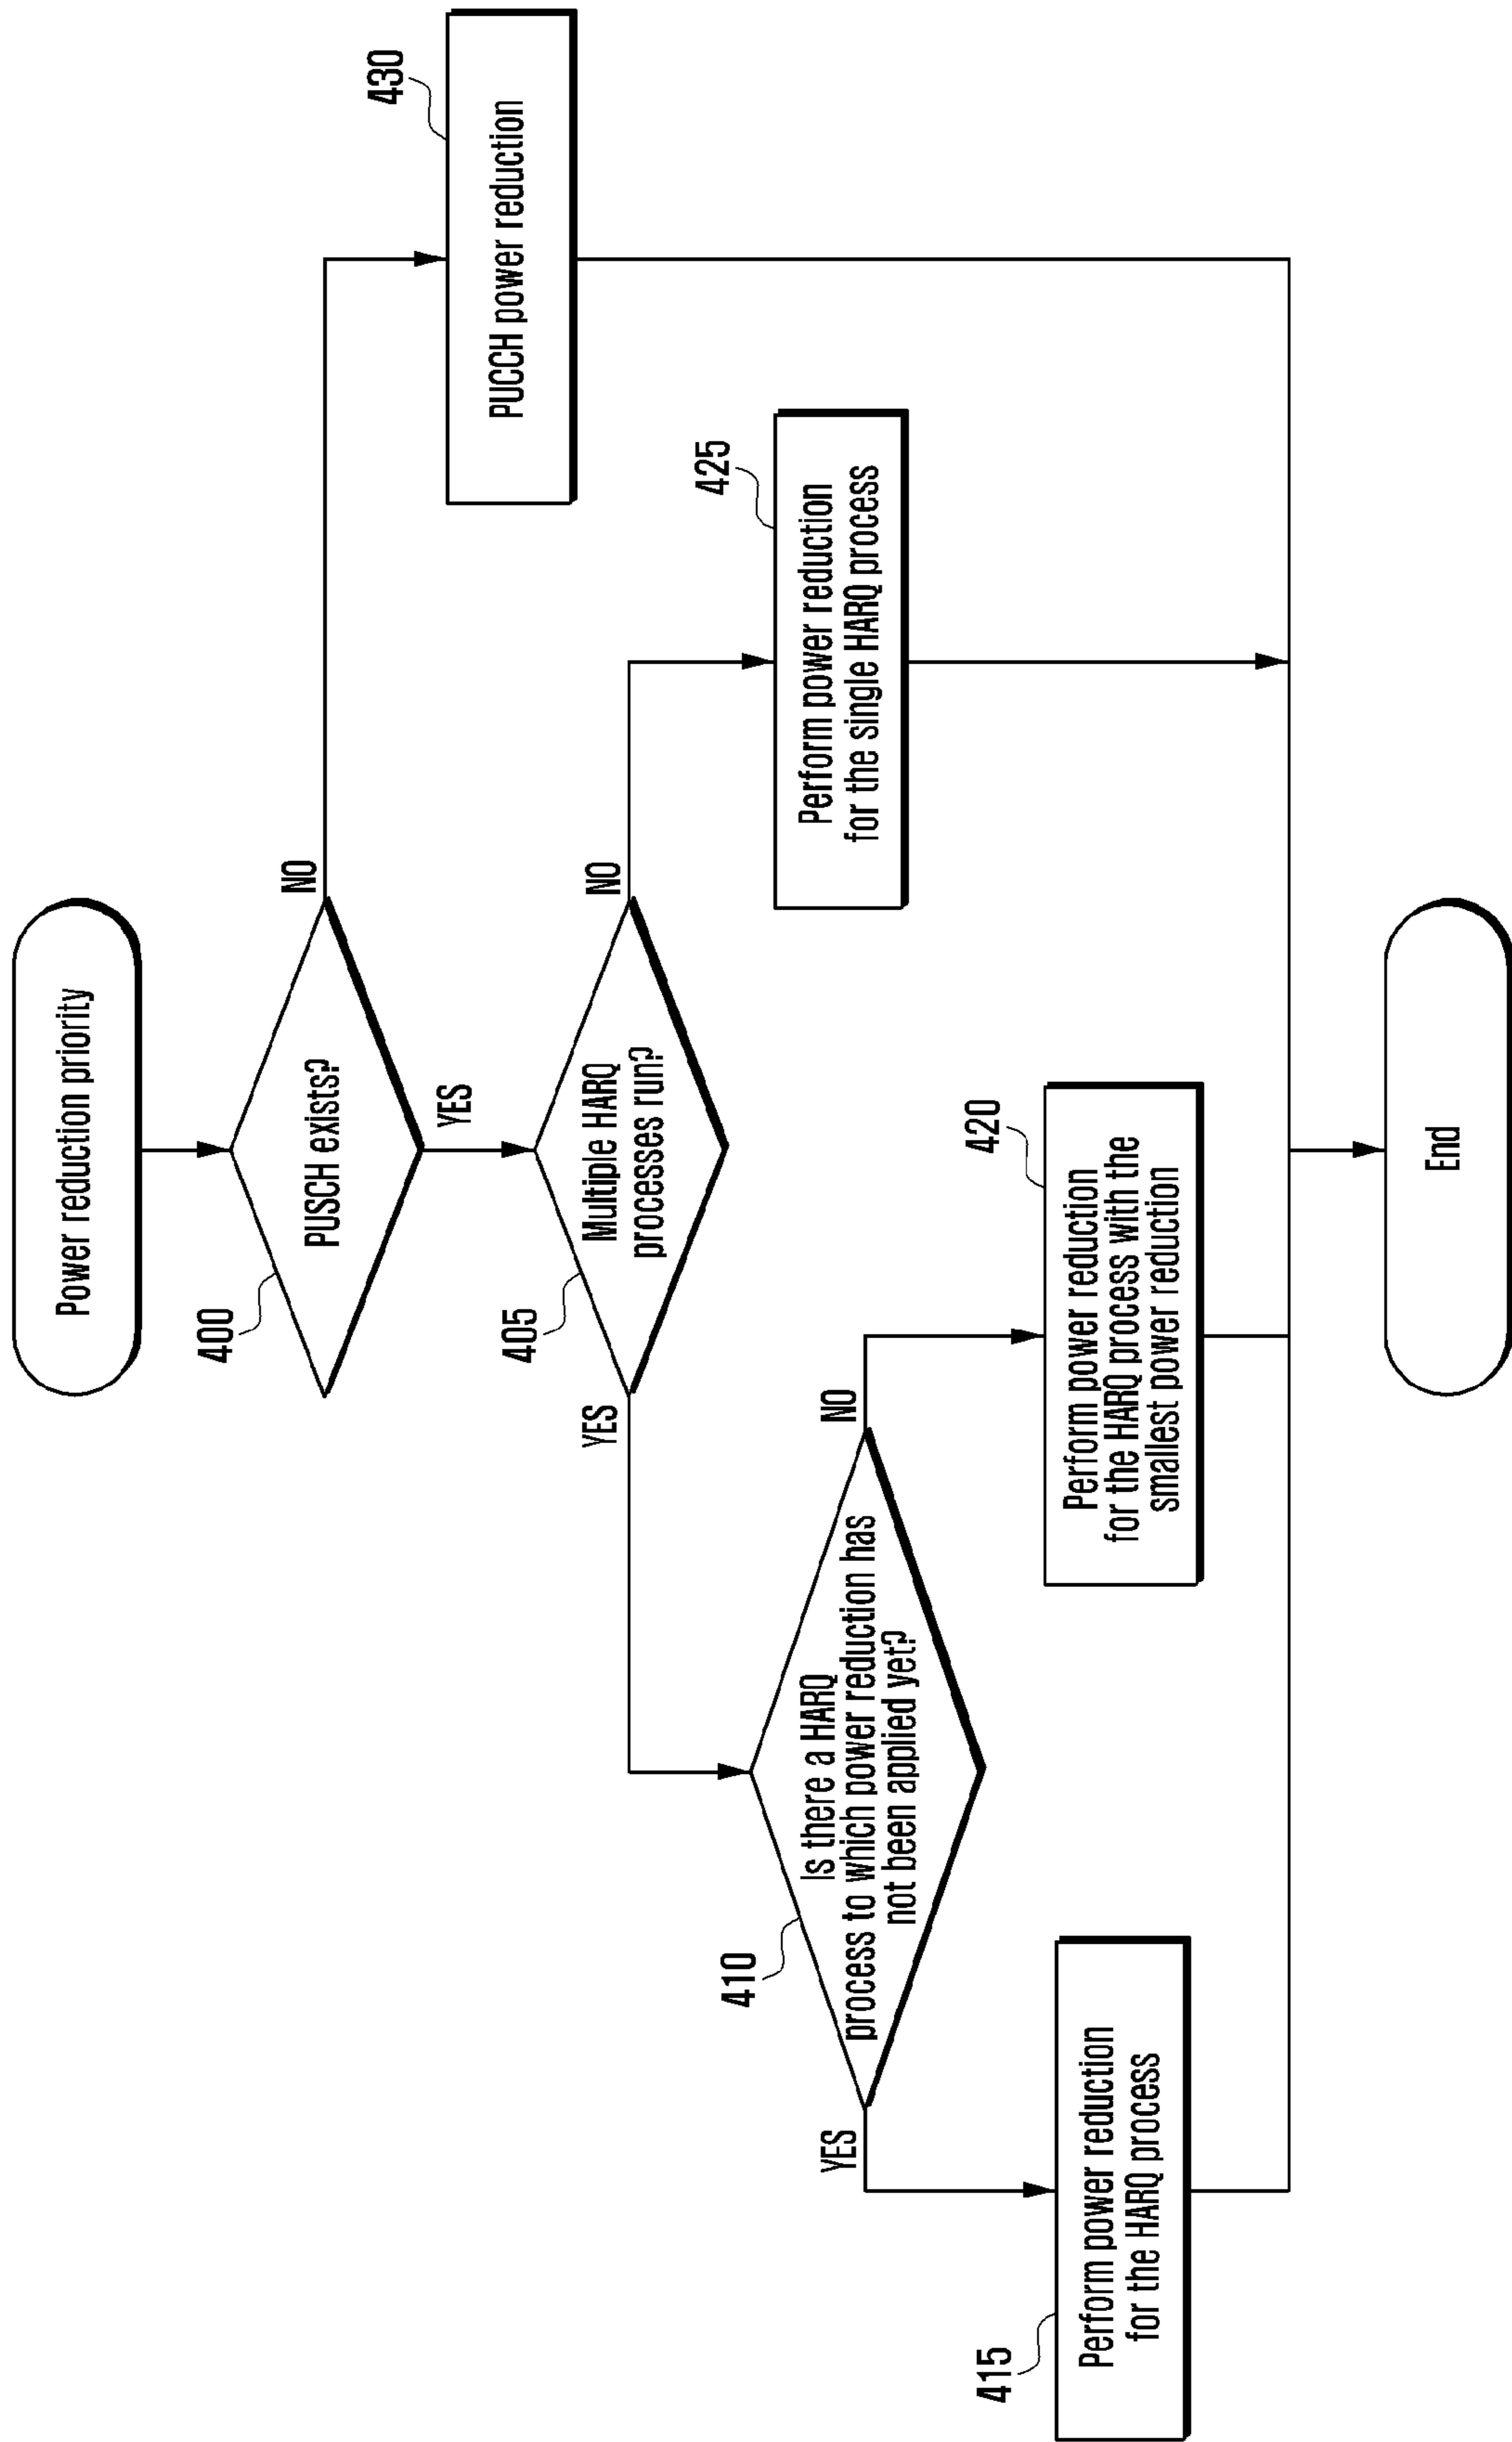 Power reduction priority
400
PUSCH exists?
NO
YES
430
PUCCH power reduction
405
Multiple HARQ
processes run?
YES
NO
425
Perform power reduction
for the single HARQ process
410
Is there a HARQ
process to which power reduction has
not been applied yet?
YES
NO
415
Perform power reduction
for the HARQ process
420
Perform power reduction
for the HARQ process with the
smallest power reduction
End